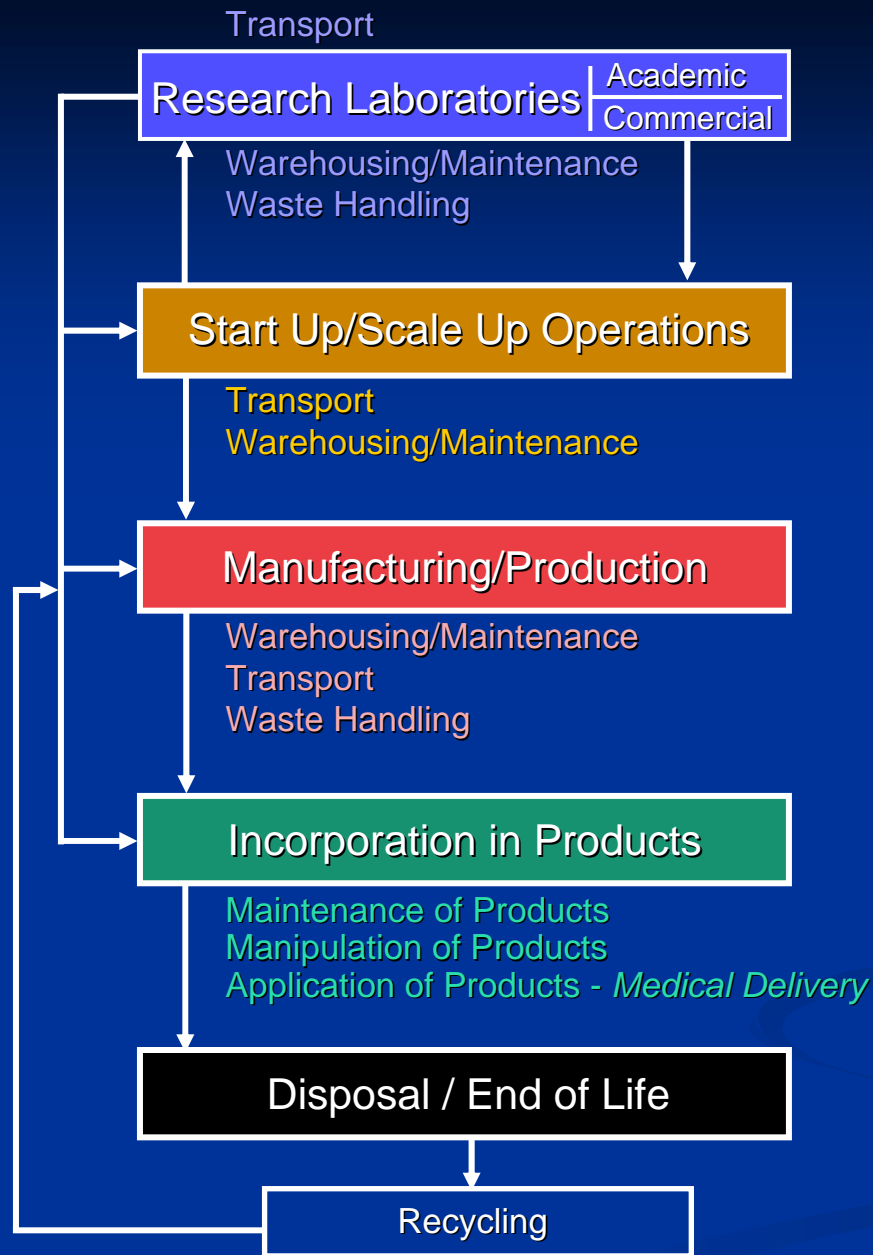 Transport
Research Laboratories
Academic
Commercial
Warehousing/Maintenance
Waste Handling
Start Up/Scale Up Operations
Transport
Warehousing/Maintenance
Manufacturing/Production
Warehousing/Maintenance
Transport
Waste Handling
Incorporation in Products
Maintenance of Products
Manipulation of Products
Application of Products - Medical Delivery
Disposal / End of Life
Recycling